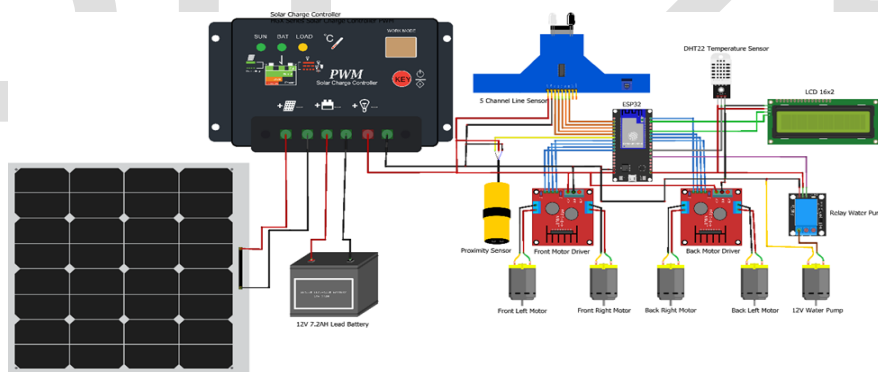 Solar Charge Controller
SUN BAT LOAD
°C
WORK MODE
PWM
Solar Charge Controller
KEY
5 Channel Line Sensor
DHT22 Temperature Sensor
ESP32
LCD 16x2
Relay Water Pum
Proximity Sensor
Front Motor Driver
Back Motor Driver
12V 7.2AH Lead Battery
Front Left Motor
Front Right Motor
Back Right Motor
Back Left Motor
12V Water Pump